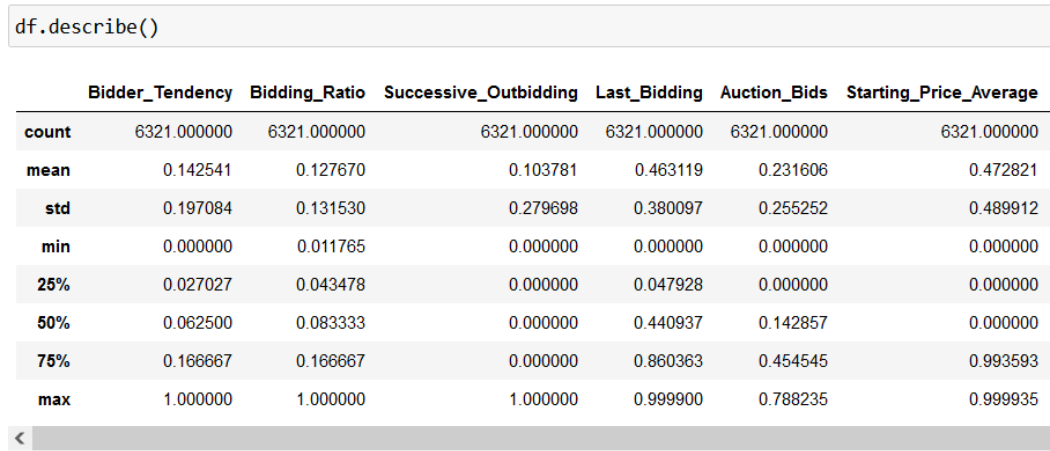 df.describe()
Bidder_Tendency Bidding_Ratio Successive_Outbidding Last_Bidding Auction_Bids Starting_Price_Average
count 6321.000000 6321.000000 6321.000000 6321.000000 6321.000000 6321.000000
mean 0.142541 0.127670 0.103781 0.463119 0.231606 0.472821
std 0.197084 0.131530 0.279698 0.380097 0.255252 0.489912
min 0.000000 0.011765 0.000000 0.000000 0.000000 0.000000
25% 0.027027 0.043478 0.000000 0.047928 0.000000 0.000000
50% 0.062500 0.083333 0.000000 0.440937 0.142857 0.000000
75% 0.166667 0.166667 0.000000 0.860363 0.454545 0.993593
max 1.000000 1.000000 1.000000 0.999900 0.788235 0.999935